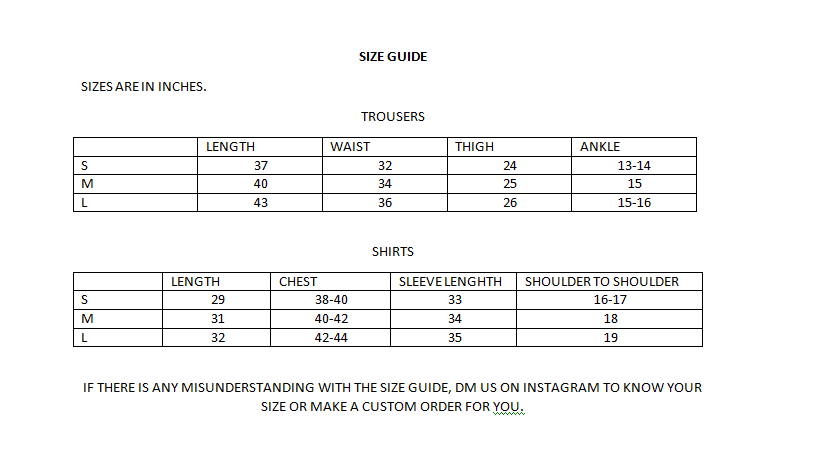 SIZE GUIDE
SIZES ARE IN INCHES.
TROUSERS
LENGTH WAIST THIGH ANKLE
S 37 32 24 13-14
M 40 34 25 15
L 43 36 26 15-16
SHIRTS
LENGTH CHEST SLEEVE LENGHTH SHOULDER TO SHOULDER
S 29 38-40 33 16-17
M 31 40-42 34 18
L 32 42-44 35 19
IF THERE IS ANY MISUNDERSTANDING WITH THE SIZE GUIDE, DM US ON INSTAGRAM TO KNOW YOUR
SIZE OR MAKE A CUSTOM ORDER FOR YOU.